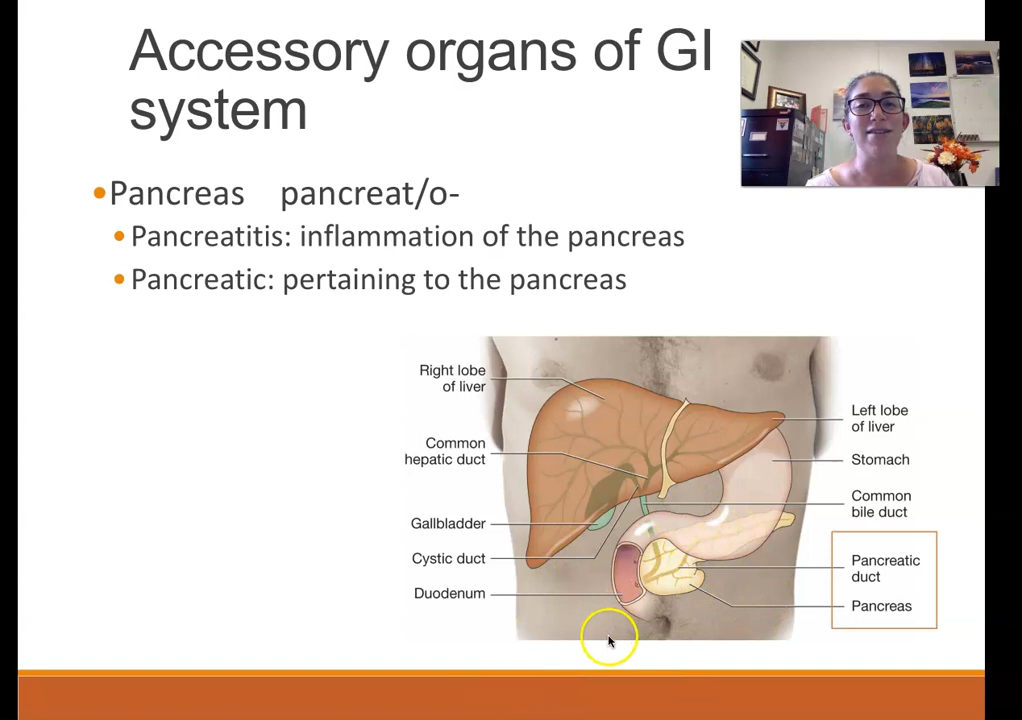 Accessory organs of GI
system
•Pancreas pancreat/o-
•Pancreatitis: inflammation of the pancreas
•Pancreatic: pertaining to the pancreas
Right lobe
of liver
Common
hepatic duct
Gallbladder
Cystic duct
Duodenum
Left lobe
of liver
Stomach
Common
bile duct
Pancreatic
duct
Pancreas